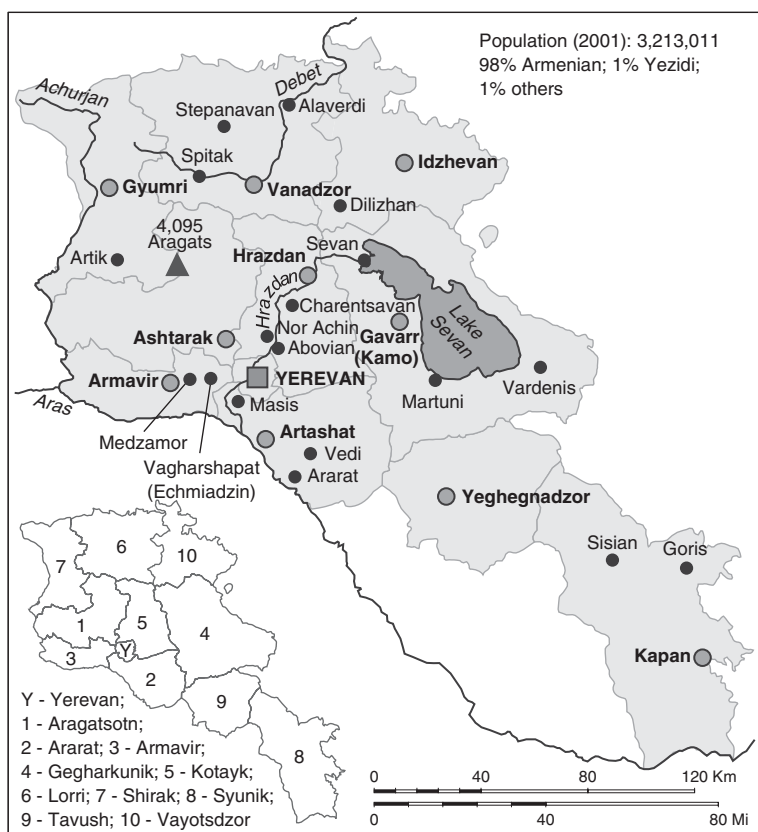 Population (2001): 3,213,011
98% Armenian; 1% Yezidi;
1% others
Achurjan
Debet
Stepanavan
Alaverdi
Spitak
Idzhevan
Gyumri
Vanadzor
Dilizhan
4,095
Aragats
Artik
Sevan
Hrazdan
Hrazdan
Charentsavan
Lake
Sevan
Nor Achin
Gavarr
(Kamo)
Ashtarak
Abovian
Armavir
YEREVAN
Vardenis
Aras
Masis
Martuni
Medzamor
Artashat
Vagharshapat
(Echmiadzin)
Vedi
Ararat
Yeghegnadzor
Sisian
Goris
Kapan
7
6
10
1
5
4
Y
3
2
9
8
Y - Yerevan;
1 - Aragatsotn;
2 - Ararat; 3 - Armavir;
4 - Gegharkunik; 5 - Kotayk;
6 - Lorri; 7 - Shirak; 8 - Syunik;
9 - Tavush; 10 - Vayotsdzor
0 40 80 120 Km
0 40 80 Mi